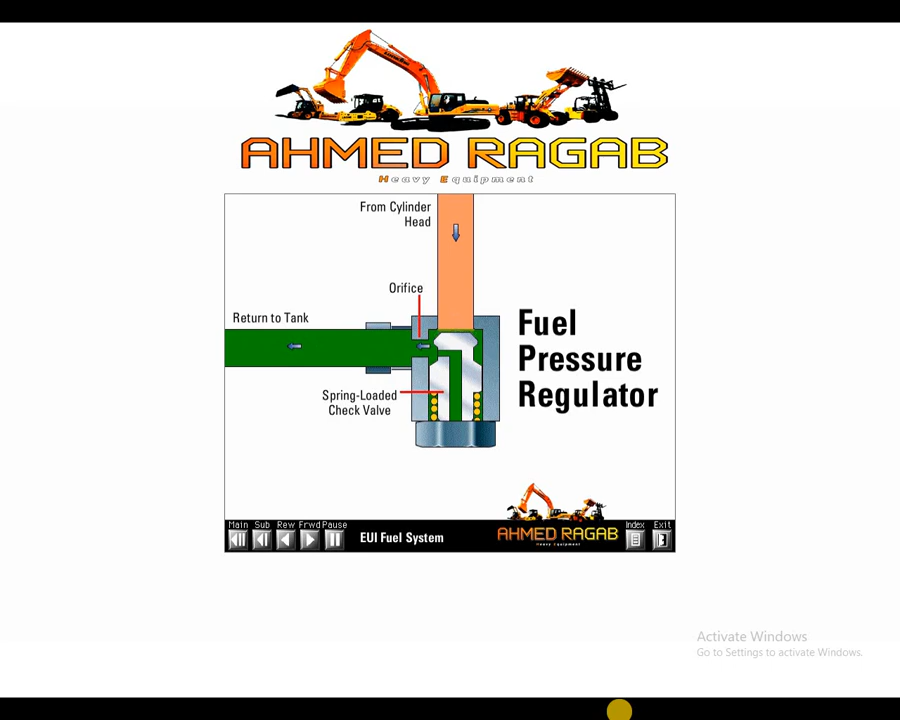 AHMED RAGAB
Heavy Equipment
From Cylinder
Head
Orifice
Return to Tank
Fuel
Pressure
Regulator
Spring-Loaded
Check Valve
Main Sub Rew Frwd Pause
EUI Fuel System
AHMED RAGAB
Heavy Equipment
Index Exit
Activate Windows
Go to Settings to activate Windows.